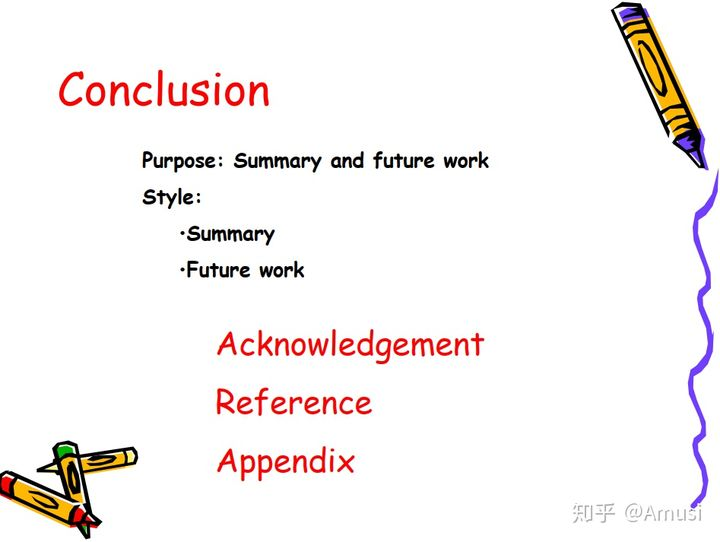 Conclusion
Purpose: Summary and future work
Style:
•Summary
•Future work
Acknowledgement
Reference
Appendix
知乎 @Amusi